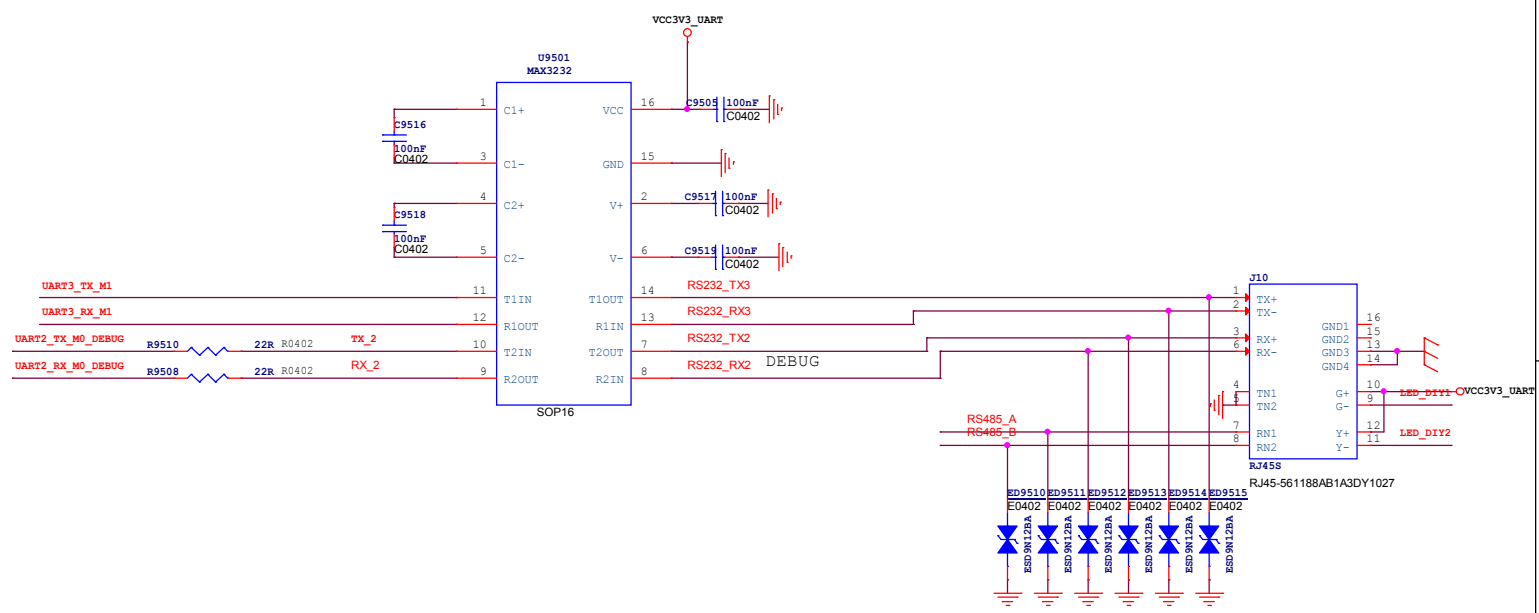 VCC3V3_UART
U9501
MAX3232
1 C1+ VCC 16 C9505 100nF
C0402
C9516
100nF
C0402
3 C1- GND 15
4 C2+ V+ 2 C9517 100nF
C0402
C9518
100nF
C0402
5 C2- V- 6 C9519 100nF
C0402
UART3_TX_M1 11 T1IN T1OUT 14 RS232_TX3
UART3_RX_M1 12 R1OUT R1IN 13 RS232_RX3
UART2_TX_M0_DEBUG R9510 22R R0402 TX_2 10 T2IN T2OUT 7 RS232_TX2
DEBUG
UART2_RX_M0_DEBUG R9508 22R R0402 RX_2 9 R2OUT R2IN 8 RS232_RX2
SOP16
J10
1 TX+
2 TX-
GND1 16
3 RX+ GND2 15
6 RX- GND3 13
GND4 14
4 TN1 G+ 10 VCC3V3_UART
5 TN2 G- 9 LED_DIY1
RS485_A 7 RN1 Y+ 12
RS485_B 8 RN2 Y- 11 LED_DIY2
RJ45S
RJ45-561188AB1A3DY1027
ED9510 ED9511 ED9512 ED9513 ED9514 ED9515
E0402 E0402 E0402 E0402 E0402 E0402
ESD9N12BA ESD9N12BA ESD9N12BA ESD9N12BA ESD9N12BA ESD9N12BA